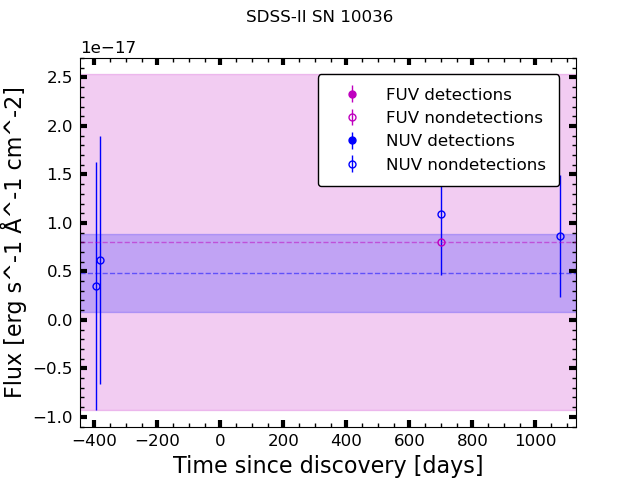 SDSS-II SN 10036
1e−17
2.5
2.0
1.5
1.0
0.5
0.0
−0.5
−1.0
FUV detections
FUV nondetections
NUV detections
NUV nondetections
−400 −200 0 200 400 600 800 1000
Time since discovery [days]
Flux [erg s^-1 Å^-1 cm^-2]